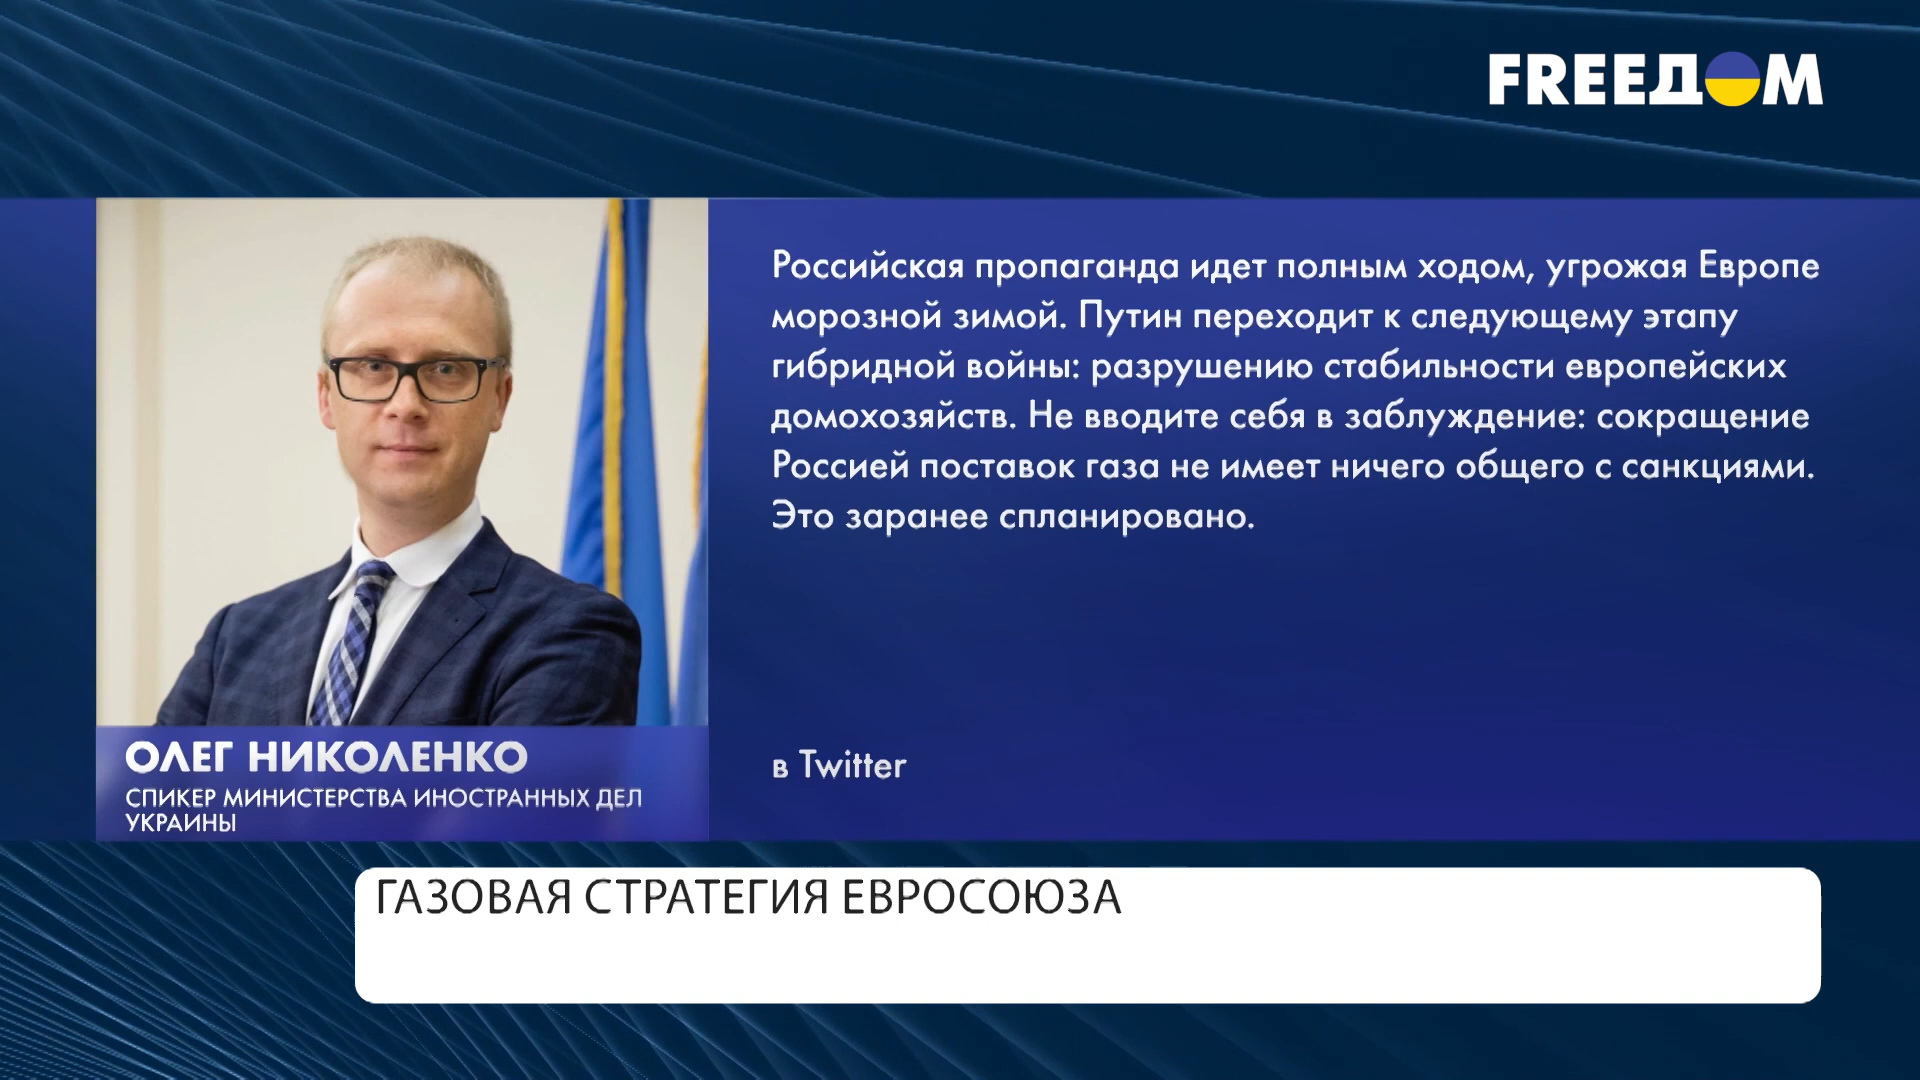 FREEДOM
Российская пропаганда идет полным ходом, угрожая Европе
морозной зимой. Путин переходит к следующему этапу
гибридной войны: разрушению стабильности европейских
домохозяйств. Не вводите себя в заблуждение: сокращение
Россией поставок газа не имеет ничего общего с санкциями.
Это заранее спланировано.
в Twitter
ОЛЕГ НИКОЛЕНКО
СПИКЕР МИНИСТЕРСТВА ИНОСТРАННЫХ ДЕЛ
УКРАИНЫ
ГАЗОВАЯ СТРАТЕГИЯ ЕВРОСОЮЗА